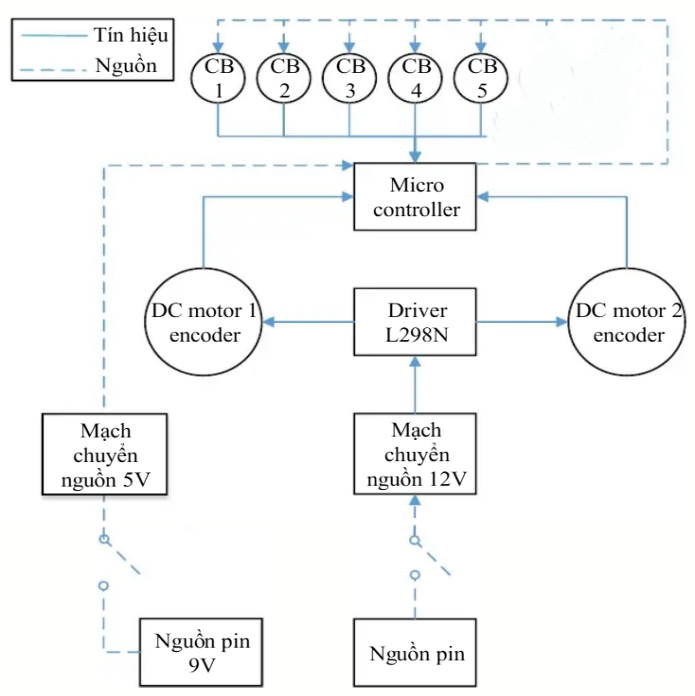 Tín hiệu
Nguồn
CB
1
CB
2
CB
3
CB
4
CB
5
Micro
controller
DC motor 1
encoder
Driver
L298N
DC motor 2
encoder
Mạch
chuyển
nguồn 5V
Mạch
chuyển
nguồn 12V
Nguồn pin
9V
Nguồn pin